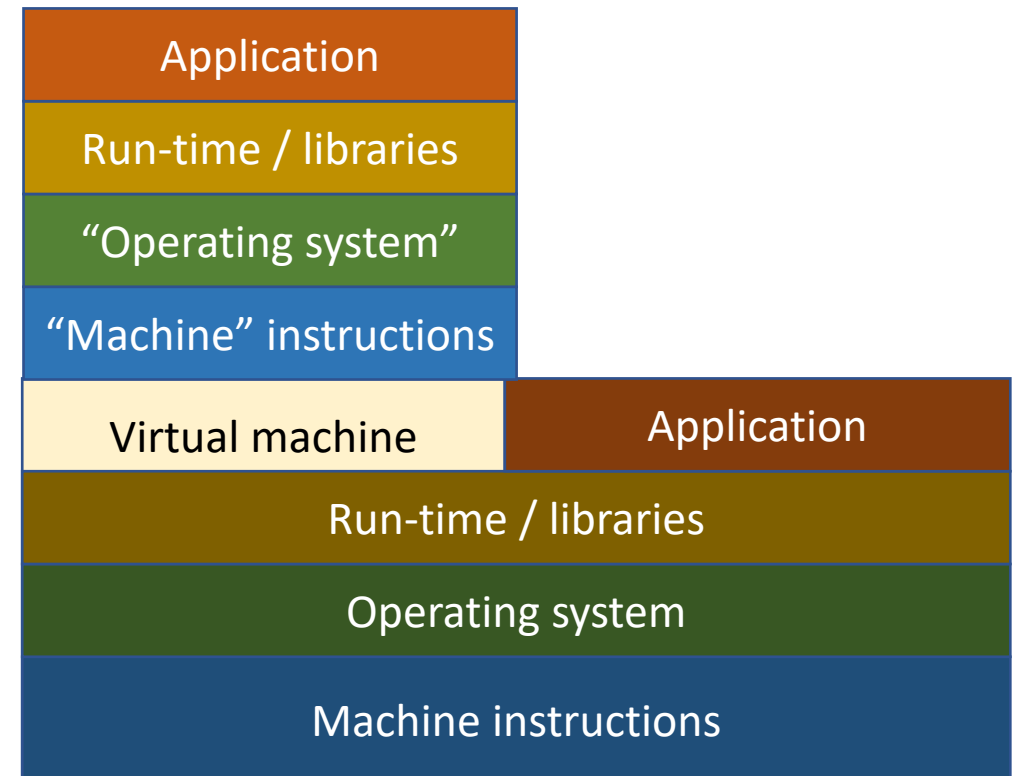 Application
Run-time / libraries
“Operating system”
“Machine” instructions
Virtual machine
Application
Run-time / libraries
Operating system
Machine instructions